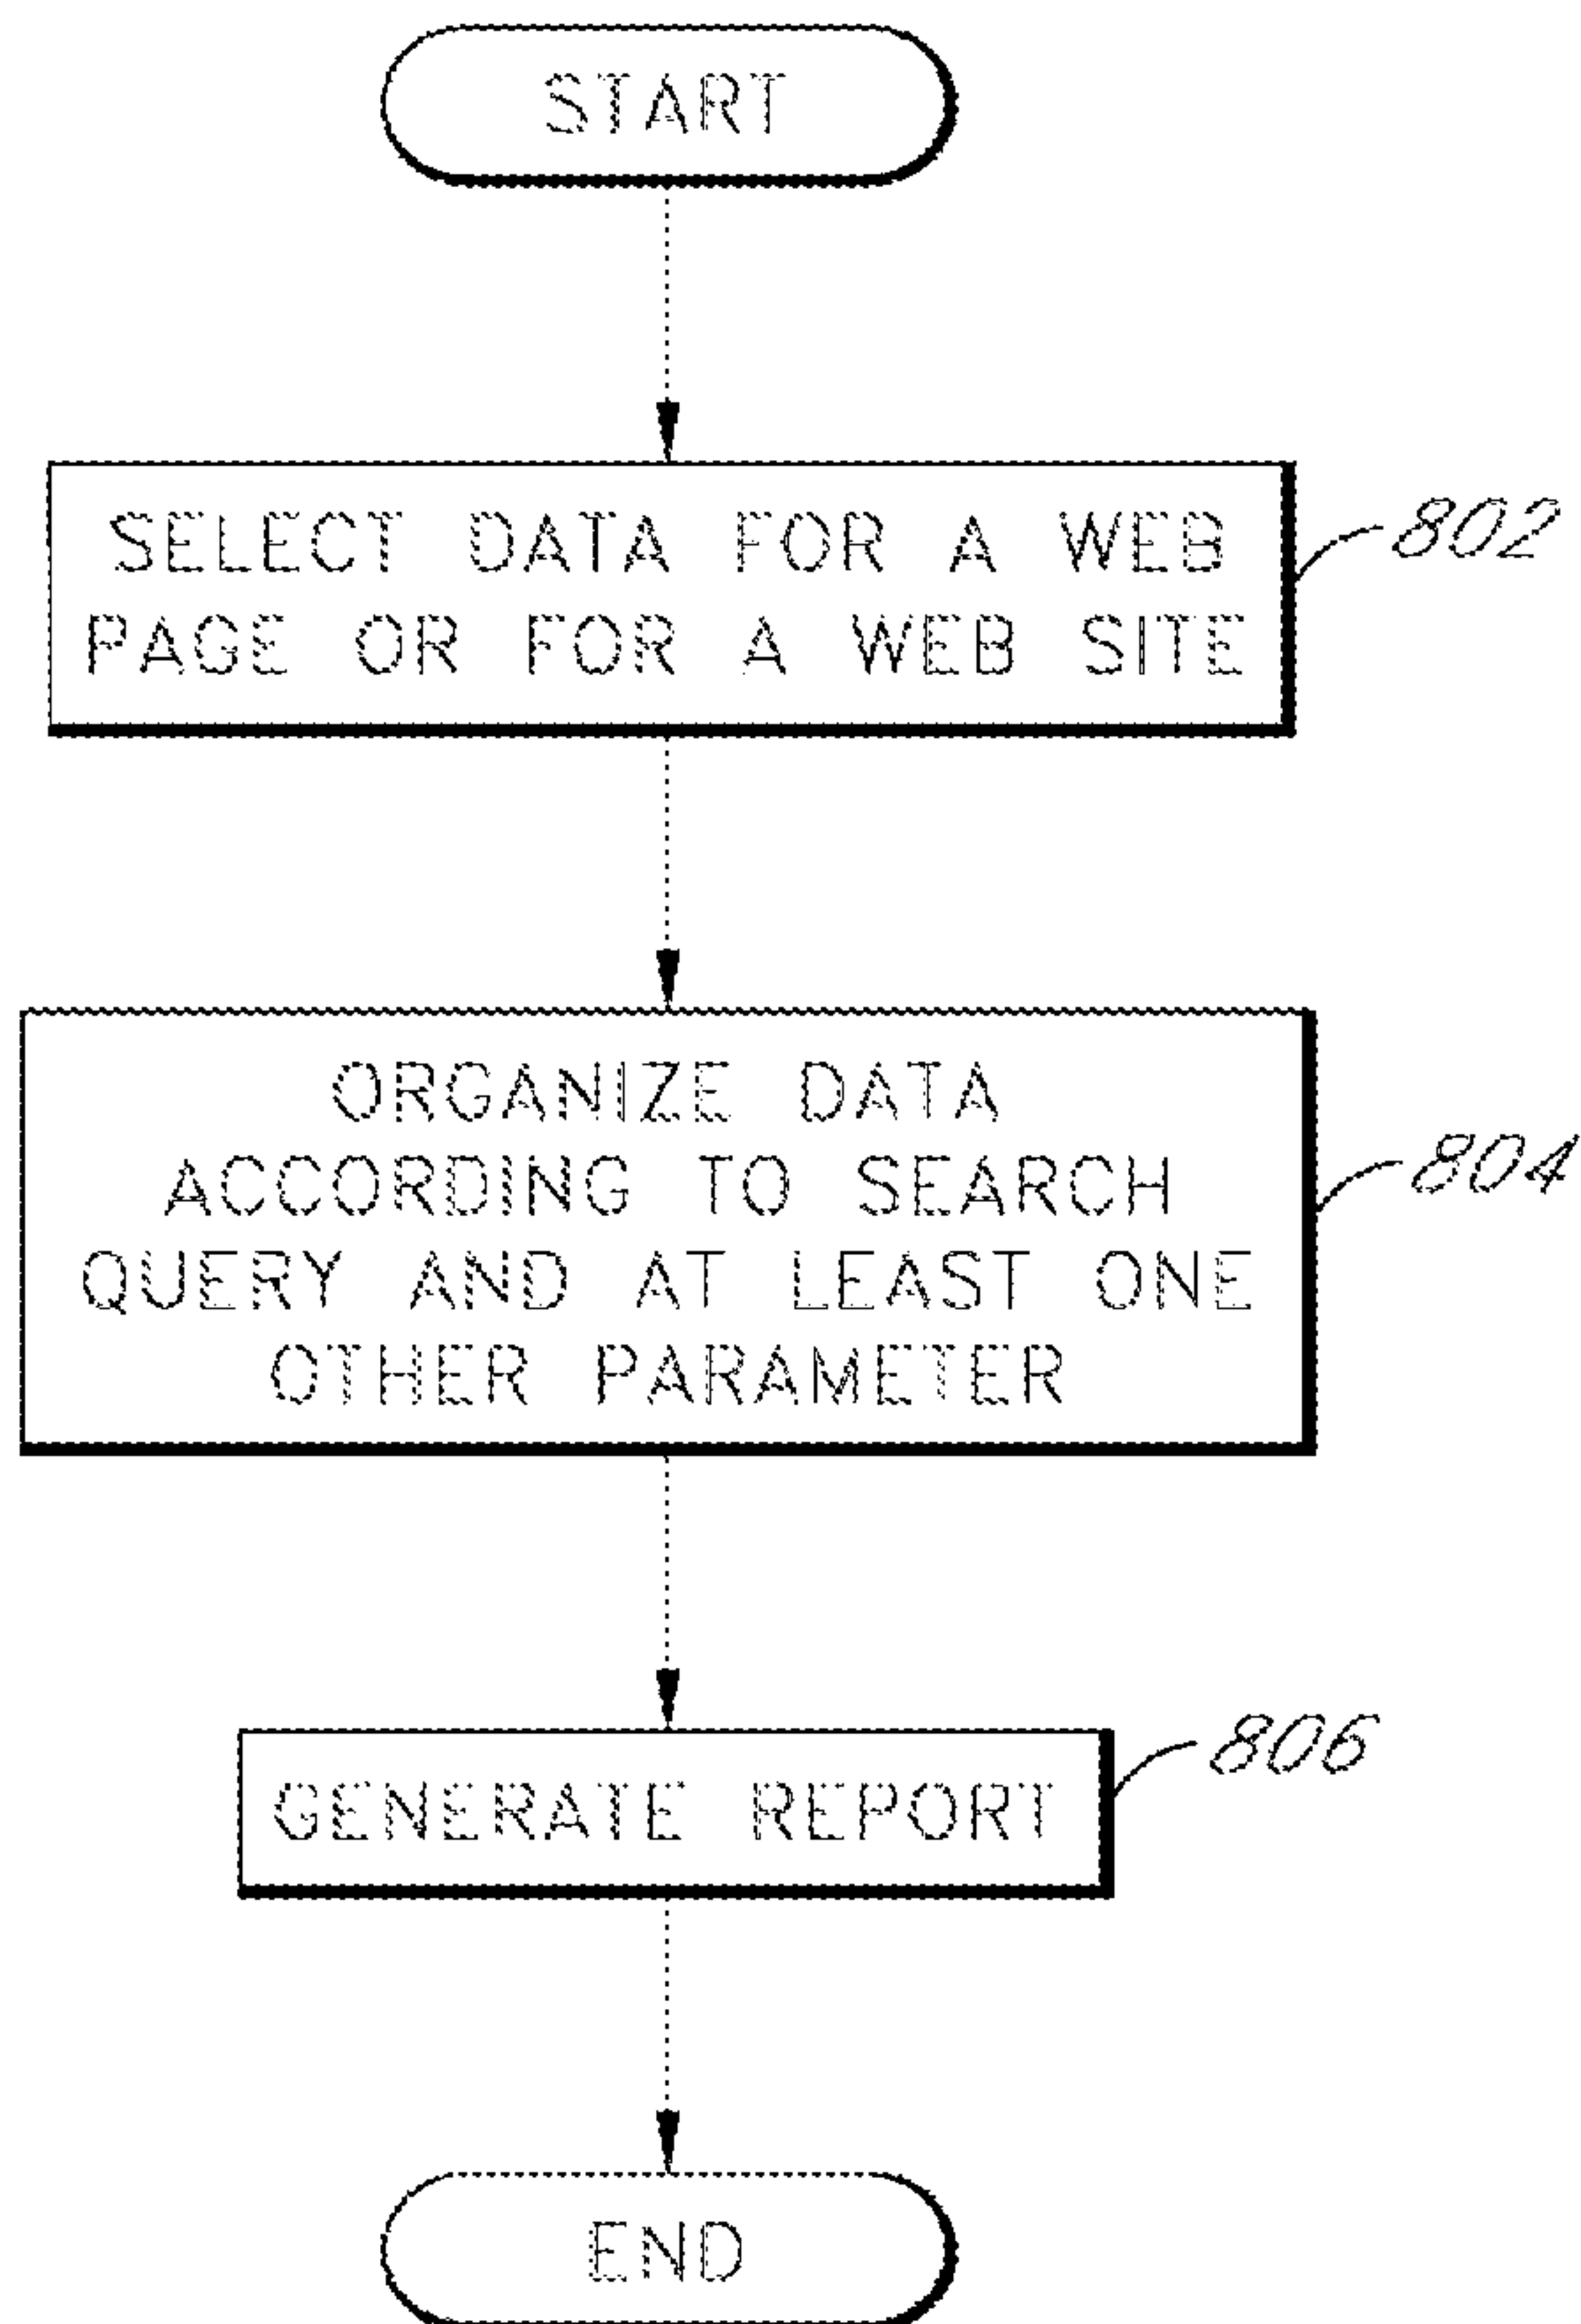 START
SELECT DATA FOR A WEB
PAGE OR FOR A WEB SITE
802
ORGANIZE DATA
ACCORDING TO SEARCH
QUERY AND AT LEAST ONE
OTHER PARAMETER
804
GENERATE REPORT
806
END